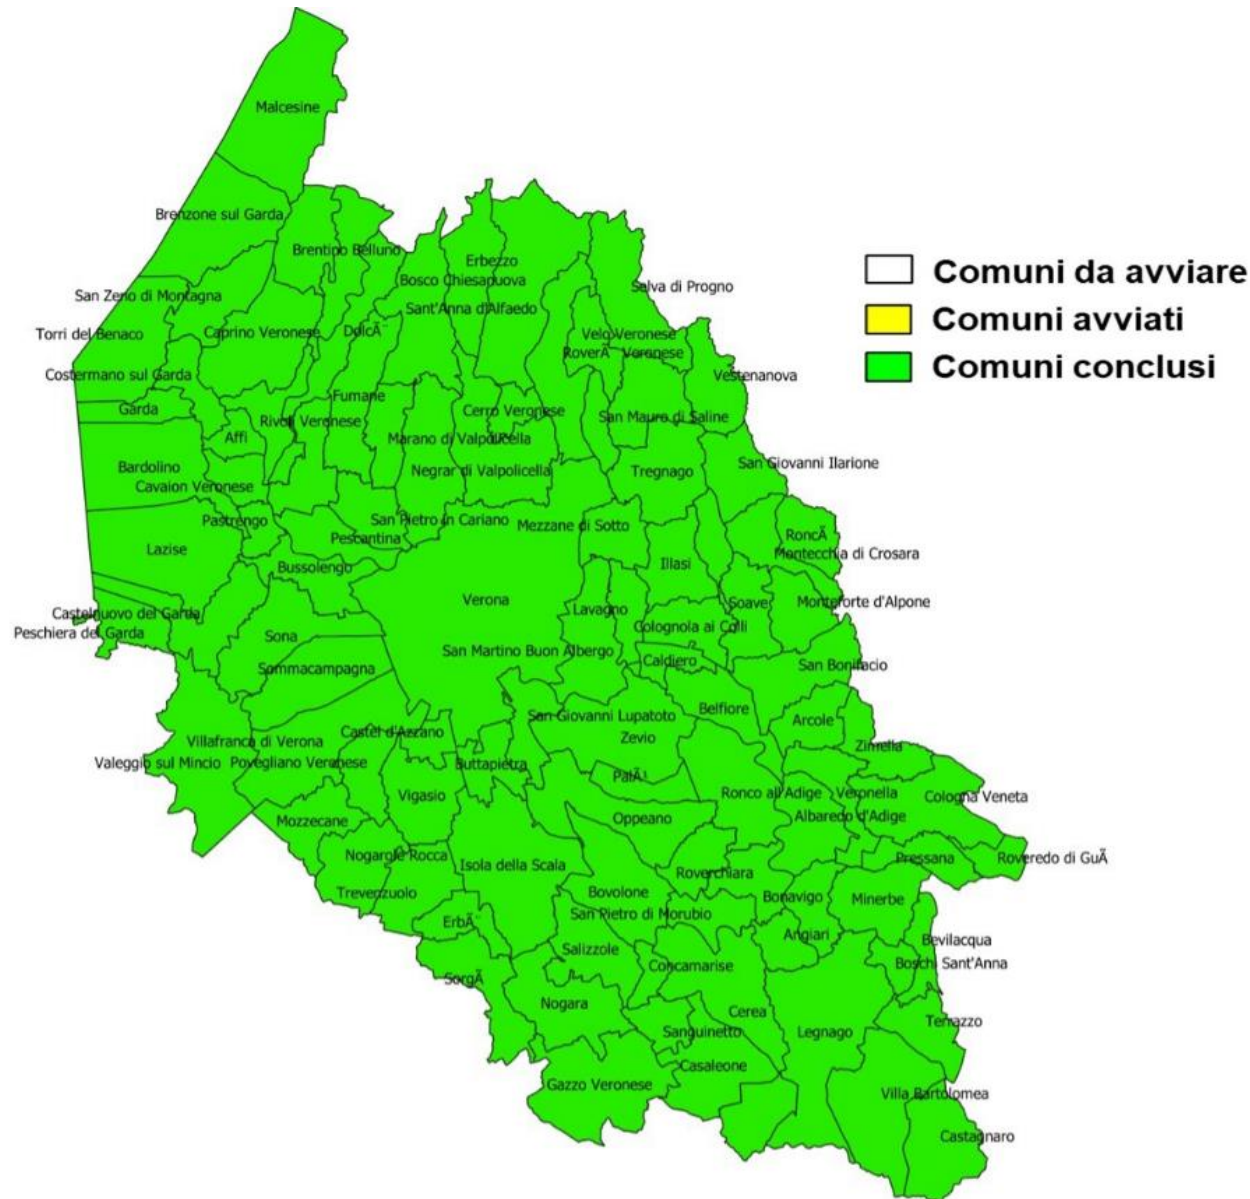 Malcesine
Brenzone sul Garda
Brentino Belluno
Erbezzo
Bosco Chiesanuova
Selva di Progno
San Zeno di Montagna
Sant'Anna d'Alfaedo
Torri del Benaco
Caprino Veronese
DolcÃ¨
Velo Veronese
RoverÃ  Veronese
Costermano sul Garda
Vestenanova
Fumane
Garda
Cerro Veronese
San Mauro di Saline
Rivoli Veronese
Affi
Marano di Valpolicella
Bardolino
Negrar di Valpolicella
Tregnago
San Giovanni Ilarione
Cavaion Veronese
Pastrengo
San Pietro in Cariano
Mezzane di Sotto
Pescantina
RoncÃ
Lazise
Montecchia di Crosara
Bussolengo
Illasi
Verona
Soave
Monteforte d'Alpone
Castelnuovo del Garda
Lavagno
Peschiera del Garda
Sona
Colognola ai Colli
San Martino Buon Albergo
Caldiero
San Bonifacio
Sommacampagna
Belfiore
San Giovanni Lupatoto
Arcole
Castel d'Azzano
Zevio
Villafranca di Verona
Zimella
Valeggio sul Mincio
Povegliano Veronese
Buttapietra
PalÃ¹
Vigasio
Ronco all'Adige
Veronella
Cologna Veneta
Mozzecane
Oppeano
Albaredo d'Adige
Nogarole Rocca
Isola della Scala
Pressana
Roveredo di GuÃ
Roverchiara
Trevenzuolo
Bovolone
Bonavigo
Minerbe
San Pietro di Morubio
ErbÃ¨
Angiari
Bevilacqua
Salizzole
Concamarise
Boschi Sant'Anna
SorgÃ
Nogara
Cerea
Terrazzo
Sanguinetto
Legnago
Casaleone
Gazzo Veronese
Villa Bartolomea
Castagnaro
Comuni da avviare
Comuni avviati
Comuni conclusi